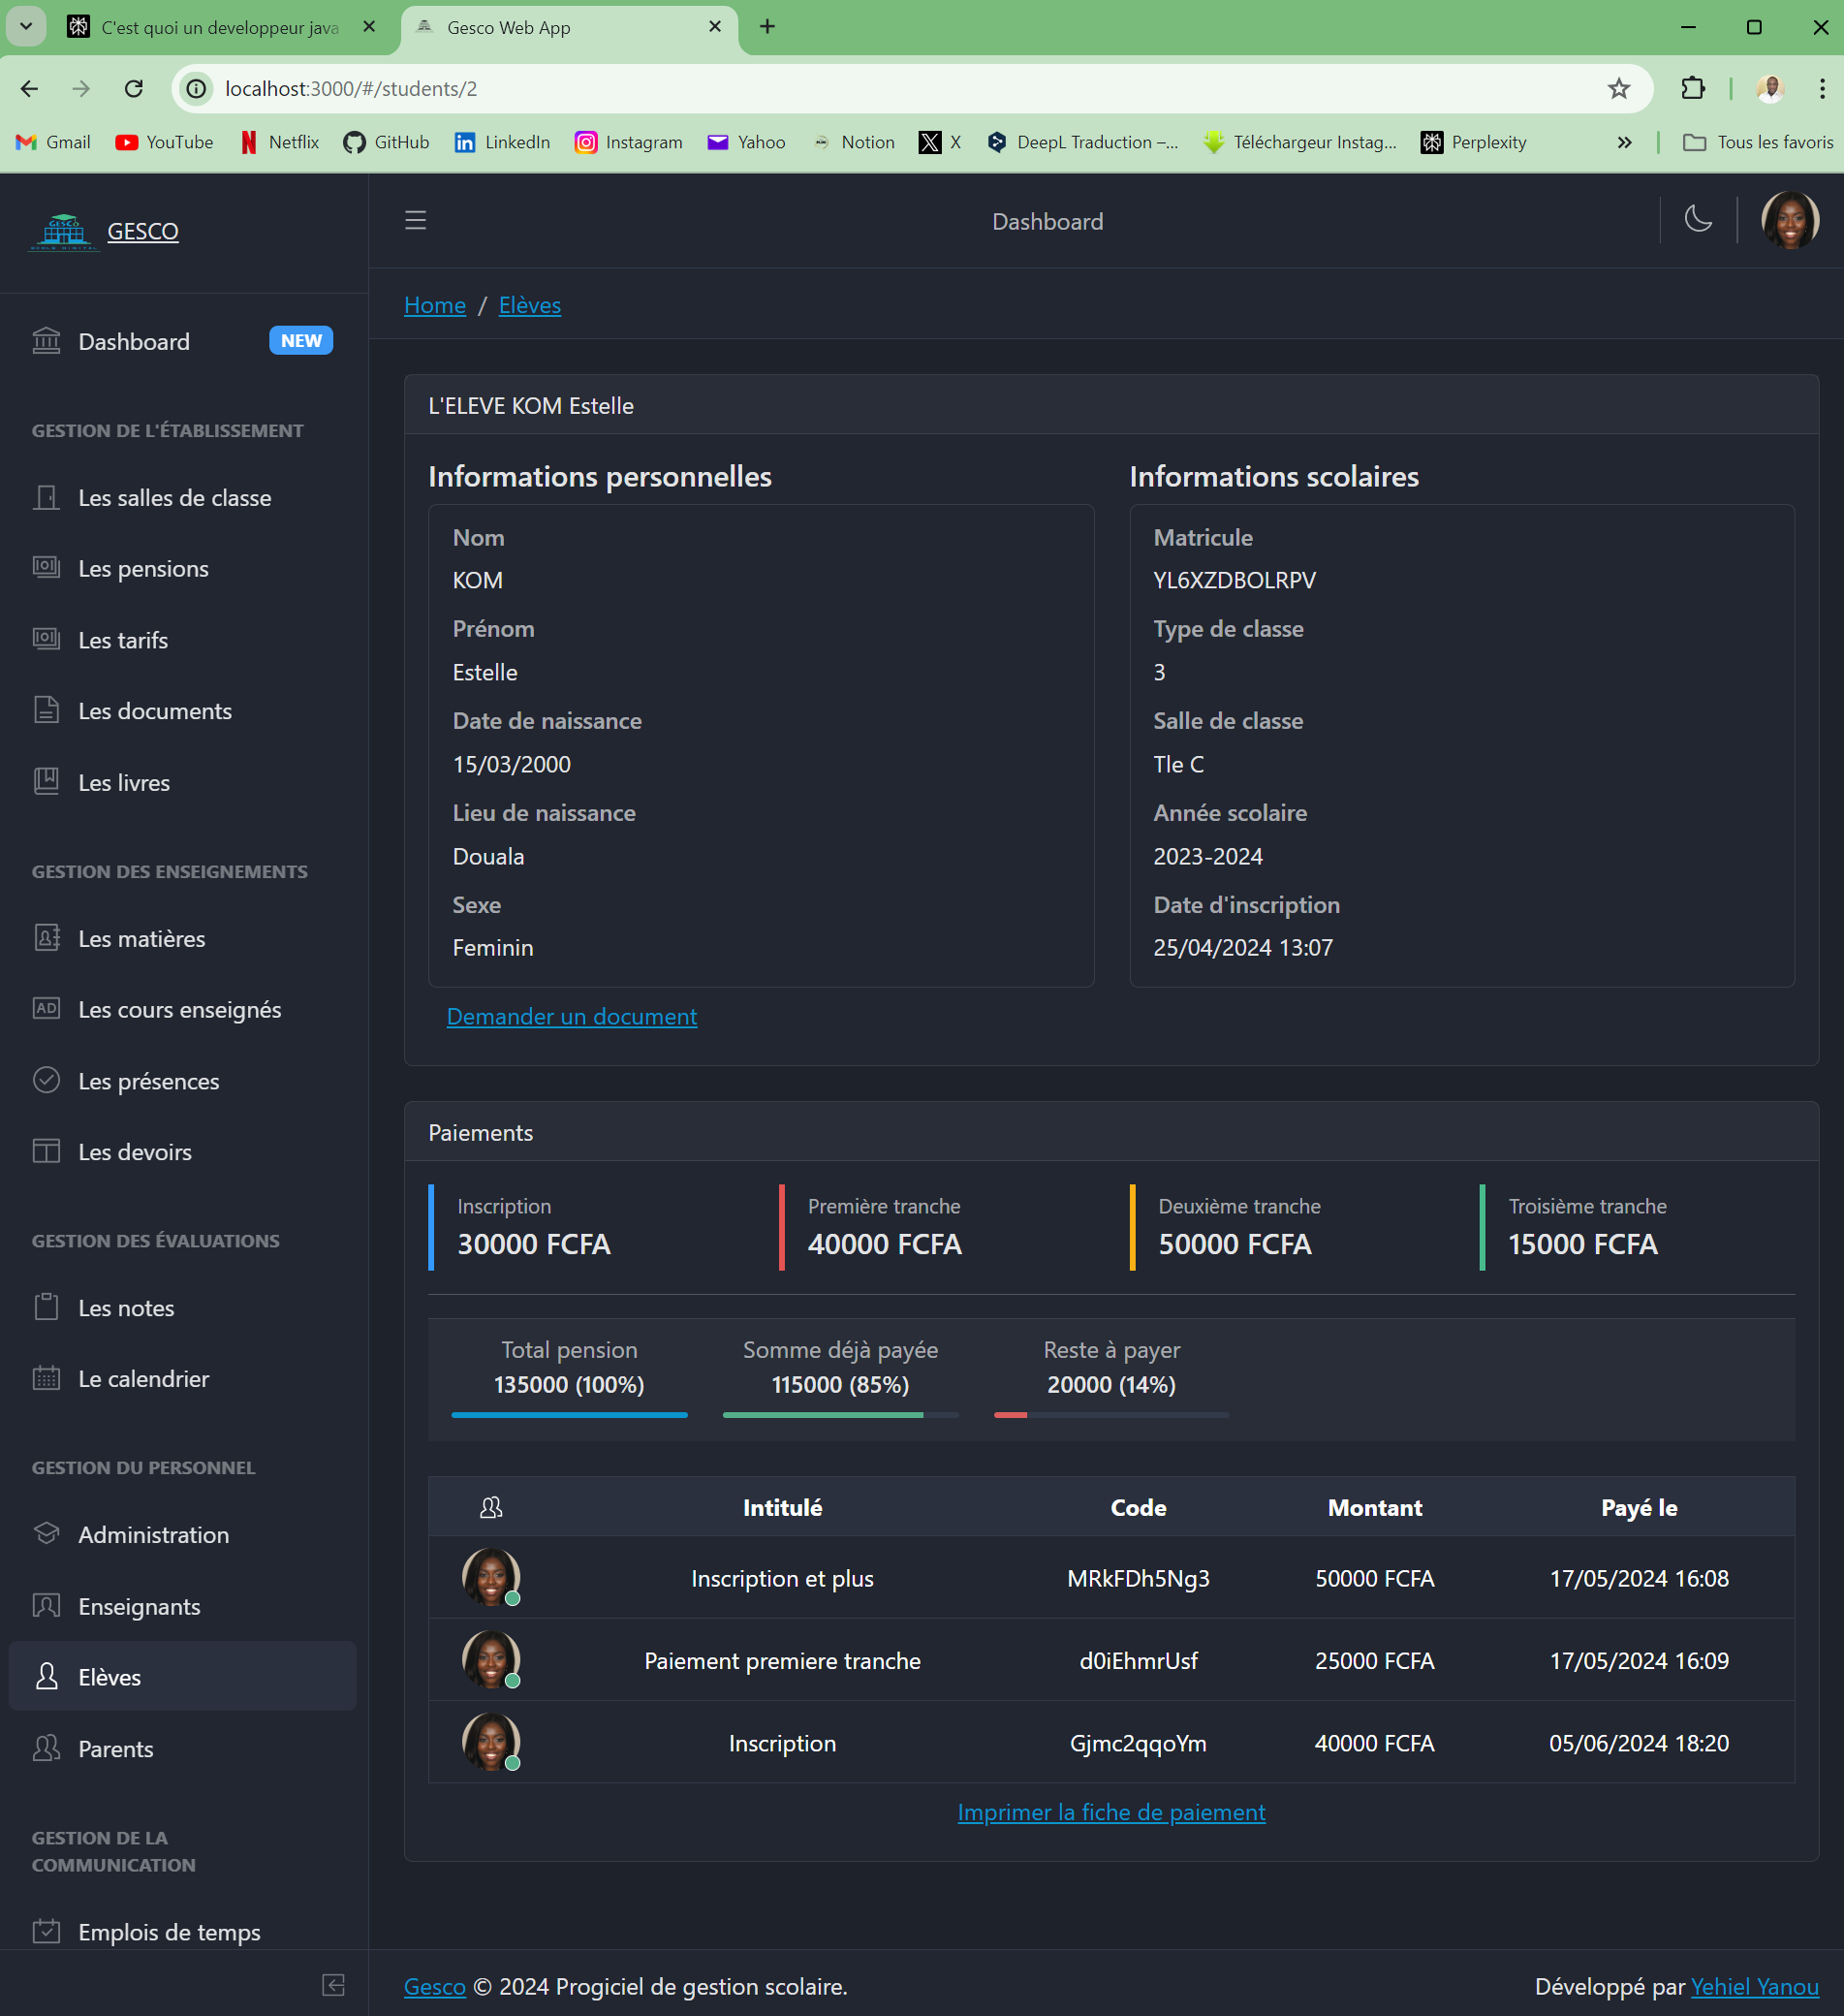 C'est quoi un developpeur java
Gesco Web App
localhost:3000/#/students/2
Gmail YouTube Netflix GitHub LinkedIn Instagram Yahoo Notion X DeepL Traduction –... Téléchargeur Instag... Perplexity Tous les favoris
GESCO
Dashboard
Home / Elèves
Dashboard NEW
GESTION DE L'ÉTABLISSEMENT
Les salles de classe
Les pensions
Les tarifs
Les documents
Les livres
GESTION DES ENSEIGNEMENTS
Les matières
Les cours enseignés
Les présences
Les devoirs
GESTION DES ÉVALUATIONS
Les notes
Le calendrier
GESTION DU PERSONNEL
Administration
Enseignants
Elèves
Parents
GESTION DE LA
COMMUNICATION
Emplois de temps
L'ELEVE KOM Estelle
Informations personnelles
Nom
KOM
Prénom
Estelle
Date de naissance
15/03/2000
Lieu de naissance
Douala
Sexe
Feminin
Informations scolaires
Matricule
YL6XZDBOLRPV
Type de classe
3
Salle de classe
Tle C
Année scolaire
2023-2024
Date d'inscription
25/04/2024 13:07
Demander un document
Paiements
Inscription
30000 FCFA
Première tranche
40000 FCFA
Deuxième tranche
50000 FCFA
Troisième tranche
15000 FCFA
Total pension
135000 (100%)
Somme déjà payée
115000 (85%)
Reste à payer
20000 (14%)
Intitulé Code Montant Payé le
Inscription et plus MRkFDh5Ng3 50000 FCFA 17/05/2024 16:08
Paiement premiere tranche d0iEhmrUsf 25000 FCFA 17/05/2024 16:09
Inscription Gjmc2qqoYm 40000 FCFA 05/06/2024 18:20
Imprimer la fiche de paiement
Gesco © 2024 Progiciel de gestion scolaire.
Développé par Yehiel Yanou